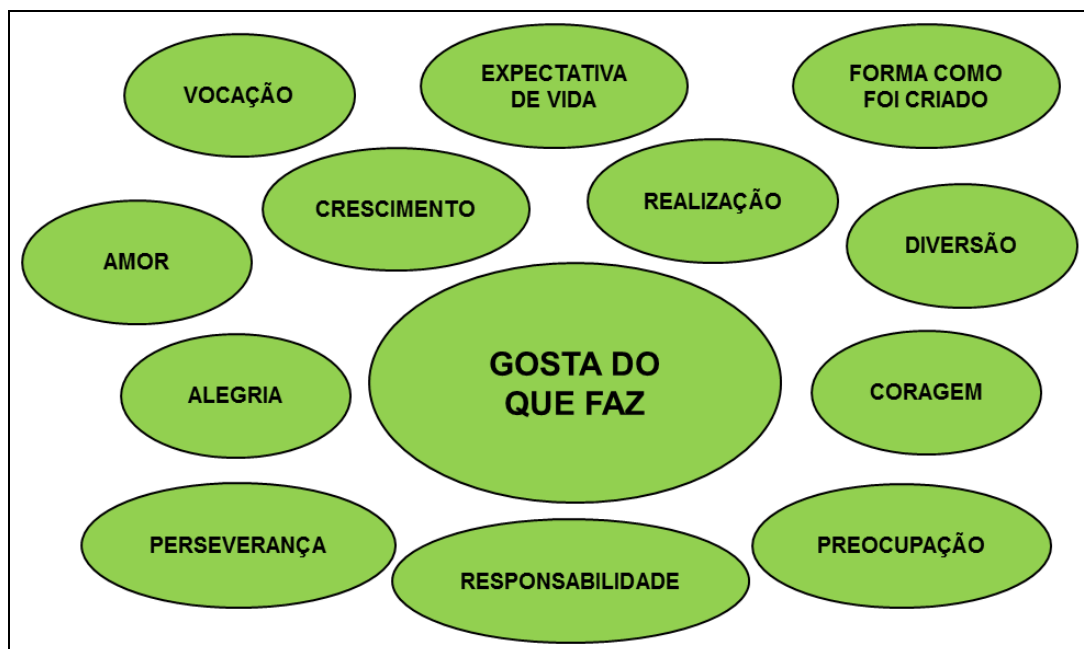 VOCAÇÃO
EXPECTATIVA
DE VIDA
FORMA COMO
FOI CRIADO
CRESCIMENTO
REALIZAÇÃO
AMOR
DIVERSÃO
GOSTA DO
QUE FAZ
ALEGRIA
CORAGEM
PERSEVERANÇA
RESPONSABILIDADE
PREOCUPAÇÃO